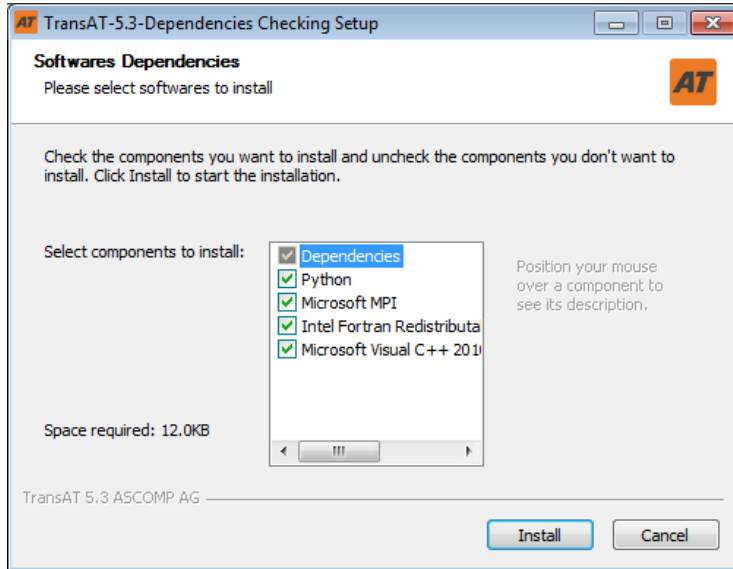 AT TransAT-5.3-Dependencies Checking Setup
Softwares Dependencies
Please select softwares to install
AT
Check the components you want to install and uncheck the components you don't want to
install. Click Install to start the installation.
Select components to install:
Dependencies
Python
Microsoft MPI
Intel Fortran Redistributal
Microsoft Visual C++ 201
Position your mouse
over a component to
see its description.
Space required: 12.0KB
TransAT 5.3 ASCOMP AG
Install
Cancel